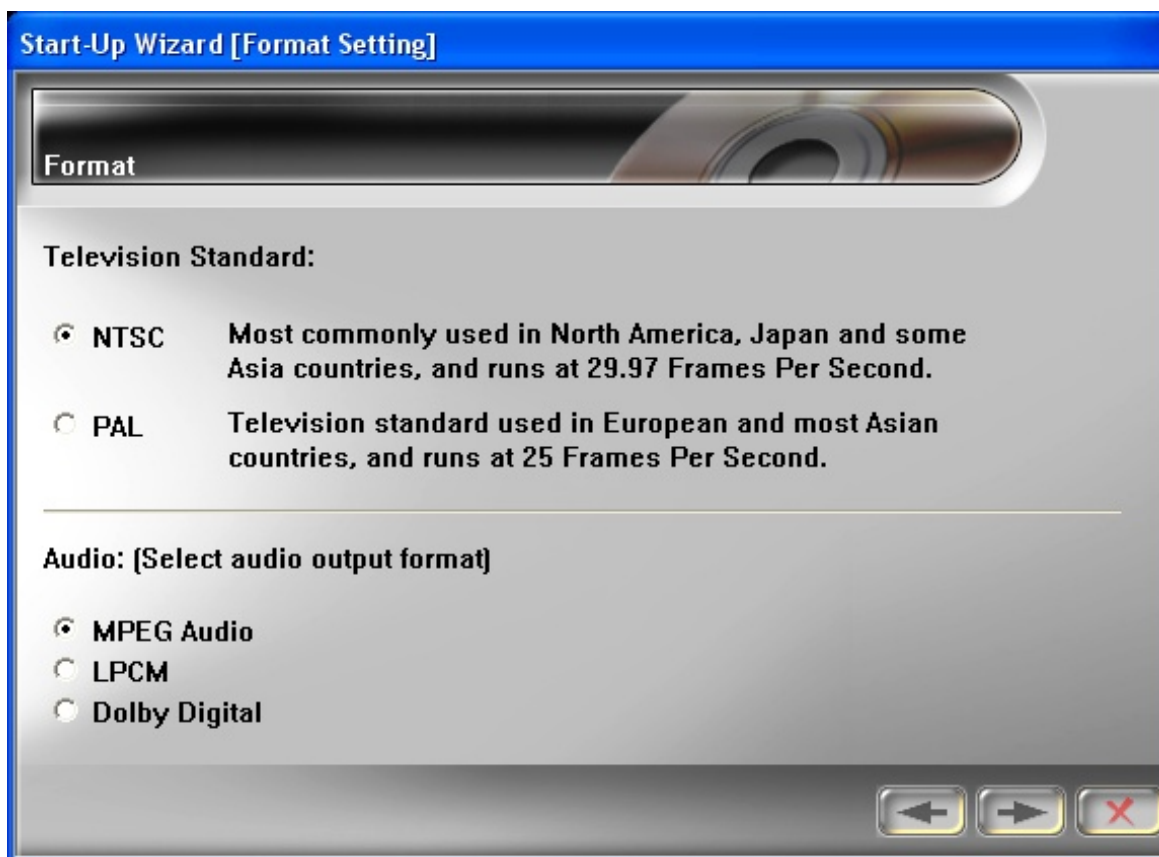 Start-Up Wizard [Format Setting]
Format
Television Standard:
NTSC Most commonly used in North America, Japan and some
Asia countries, and runs at 29.97 Frames Per Second.
PAL Television standard used in European and most Asian
countries, and runs at 25 Frames Per Second.
Audio: (Select audio output format)
MPEG Audio
LPCM
Dolby Digital